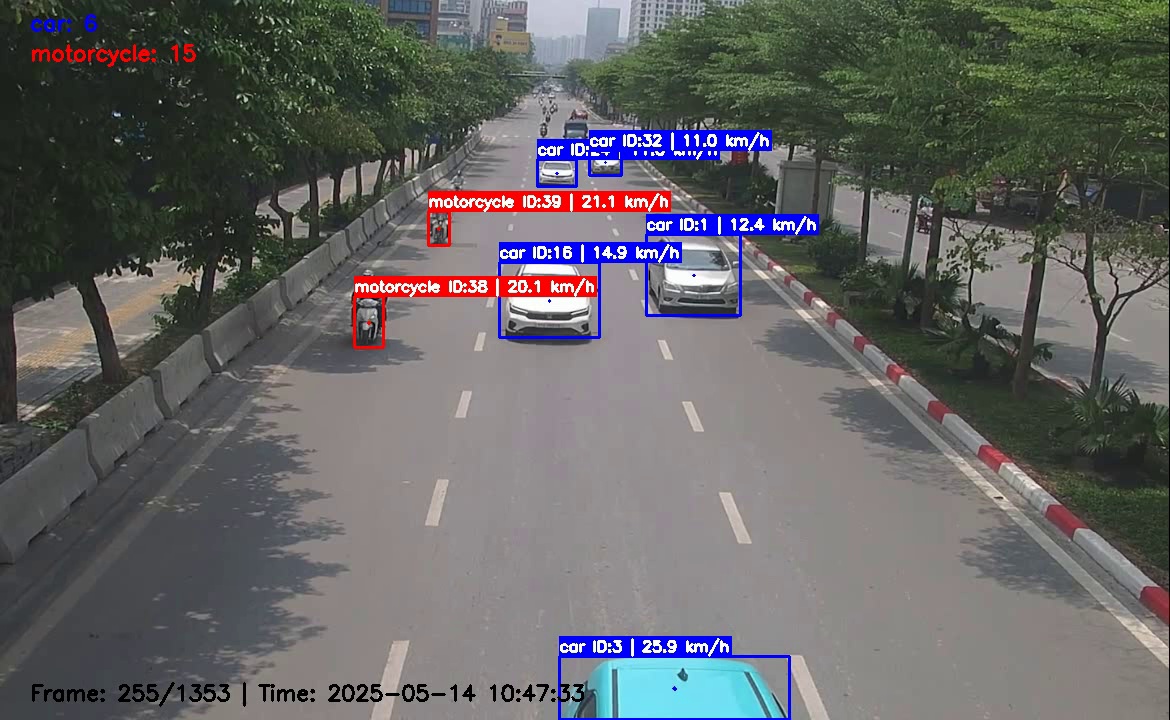 car: 6
motorcycle: 15
car ID:32 | 11.0 km/h
car ID: km/h
motorcycle ID:39 | 21.1 km/h
car ID:1 | 12.4 km/h
car ID:16 | 14.9 km/h
motorcycle ID:38 | 20.1 km/h
car ID:3 | 25.9 km/h
Frame: 255/1353 | Time: 2025-05-14 10:47:33